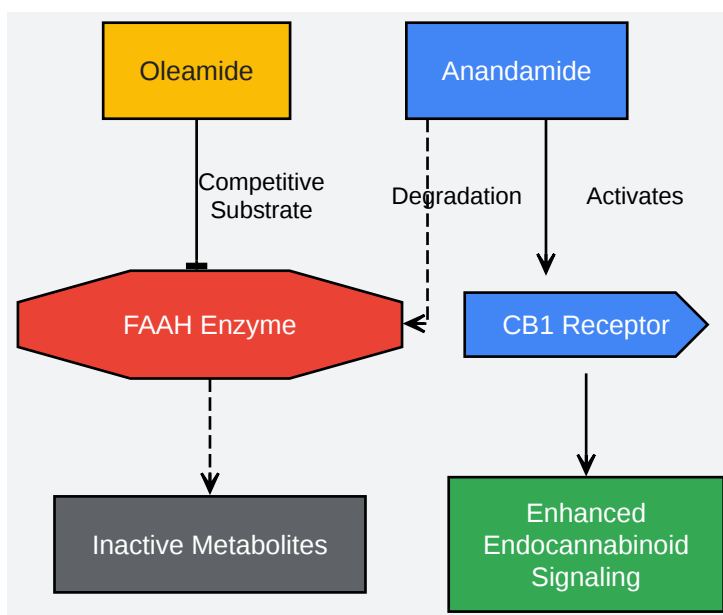 Oleamide
Anandamide
Competitive
Substrate
Degradation
Activates
FAAH Enzyme
CB1 Receptor
Inactive Metabolites
Enhanced
Endocannabinoid
Signaling